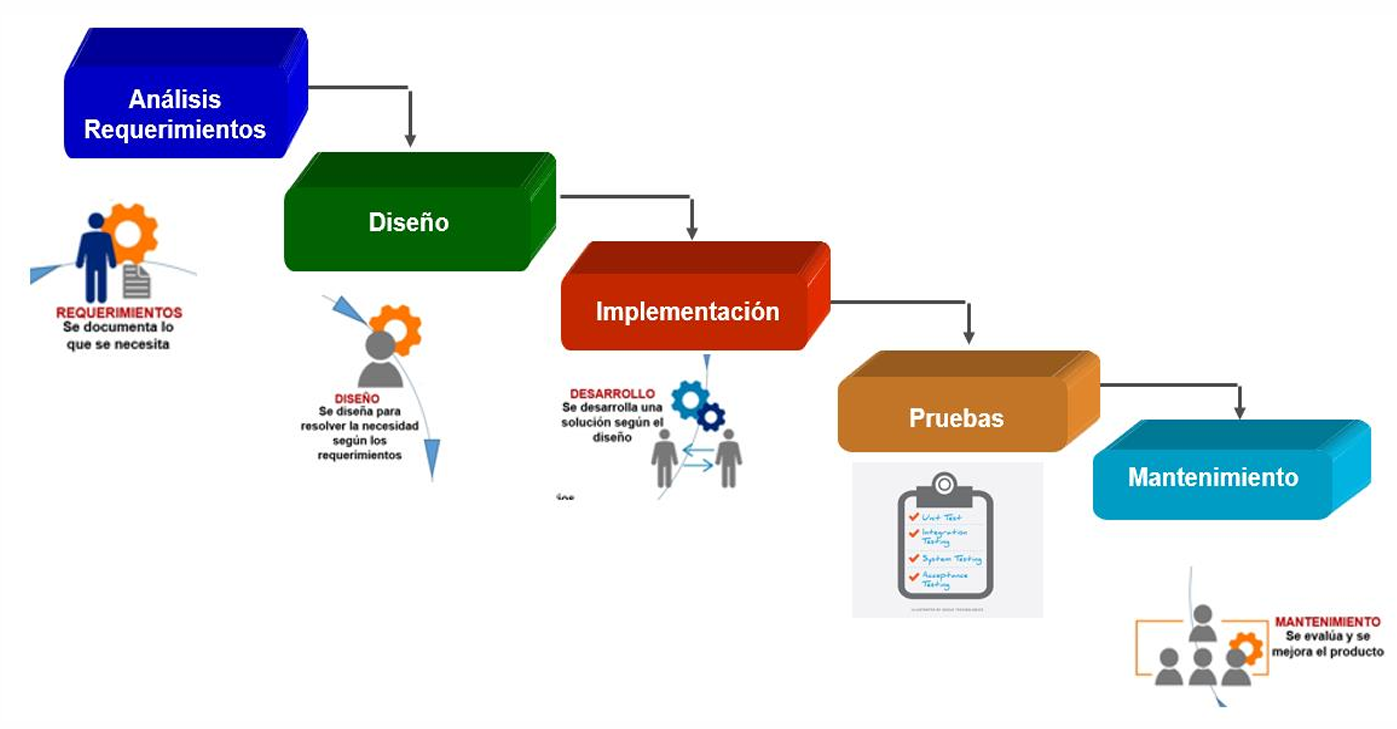 Análisis
Requerimientos
Diseño
Implementación
Pruebas
Mantenimiento
REQUERIMIENTOS
Se documenta lo
que se necesita
DISEÑO
Se diseña para
resolver la necesidad
según los
requerimientos
DESARROLLO
Se desarrolla una
solución según el
diseño
Unit Test
Integration
Testing
System Testing
Acceptance
Testing
MANTENIMIENTO
Se evalúa y se
mejora el producto